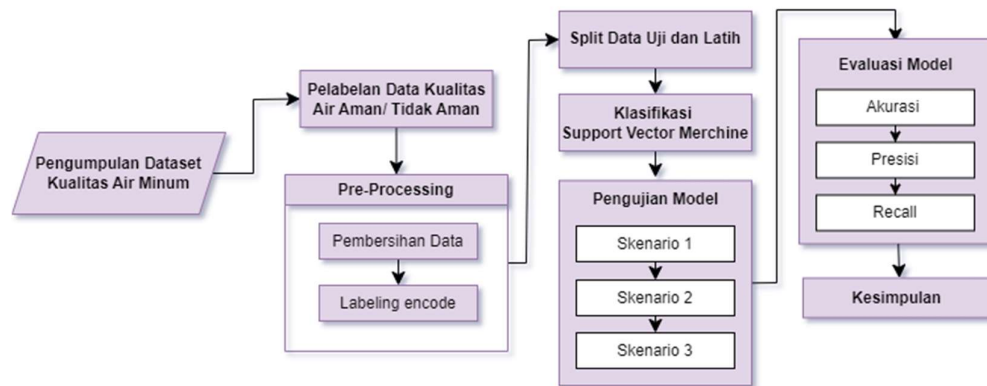 Pengumpulan Dataset
Kualitas Air Minum
Pelabelan Data Kualitas
Air Aman/ Tidak Aman
Pre-Processing
Pembersihan Data
Labeling encode
Split Data Uji dan Latih
Klasifikasi
Support Vector Merchine
Pengujian Model
Skenario 1
Skenario 2
Skenario 3
Evaluasi Model
Akurasi
Presisi
Recall
Kesimpulan